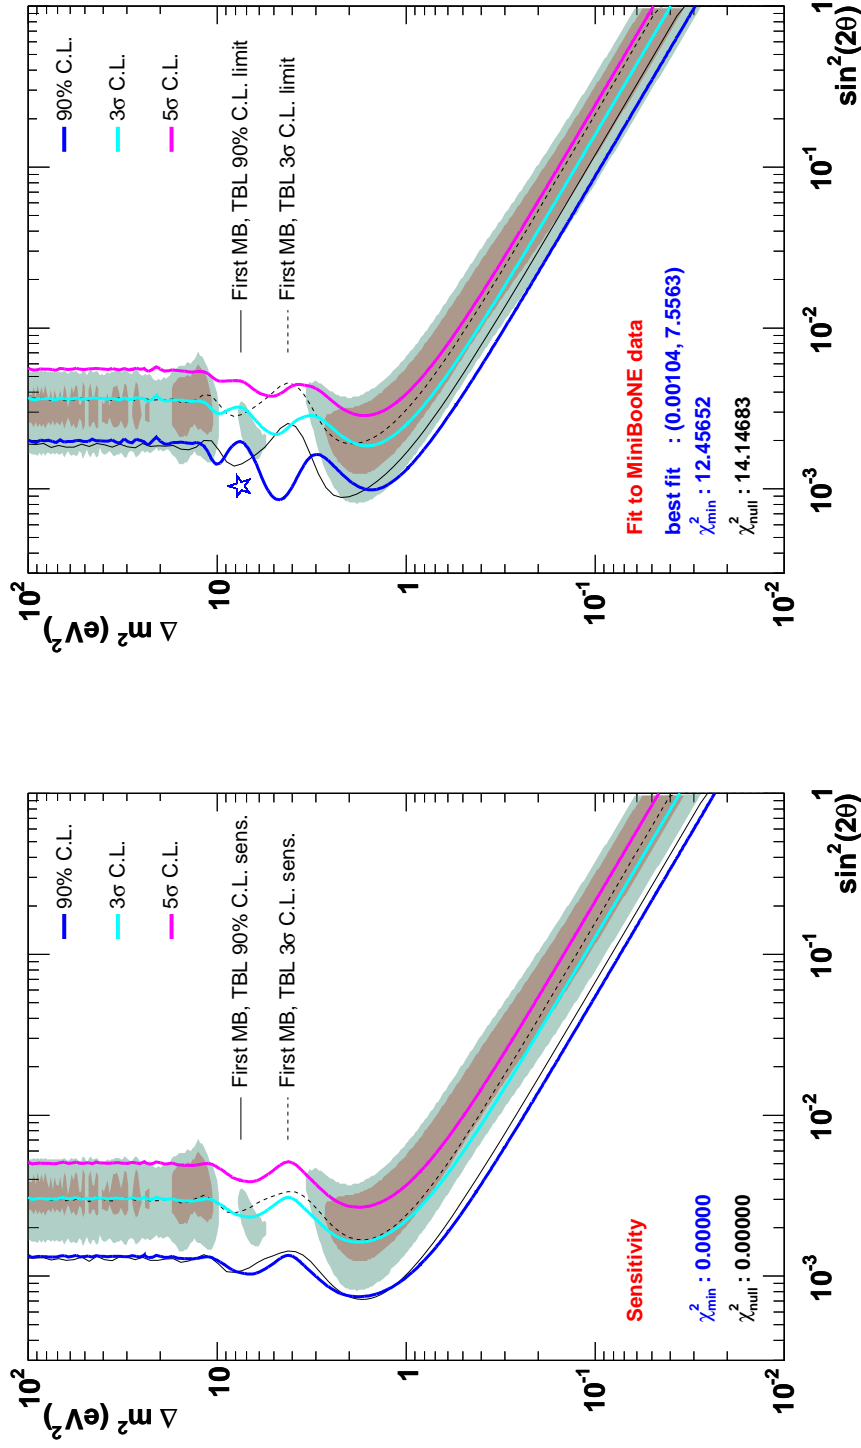 Δ m² (eV²)
10²
10
1
10⁻¹
10⁻²
90% C.L.
3σ C.L.
5σ C.L.
First MB, TBL 90% C.L. sens.
First MB, TBL 3σ C.L. sens.
Sensitivity
χ²min : 0.00000
χ²null : 0.00000
10⁻³
10⁻²
10⁻¹
1
sin²(2θ)
Δ m² (eV²)
10²
10
1
10⁻¹
10⁻²
90% C.L.
3σ C.L.
5σ C.L.
First MB, TBL 90% C.L. limit
First MB, TBL 3σ C.L. limit
Fit to MiniBooNE data
best fit : (0.00104, 7.5563)
χ²min : 12.45652
χ²null : 14.14683
10⁻³
10⁻²
10⁻¹
1
sin²(2θ)